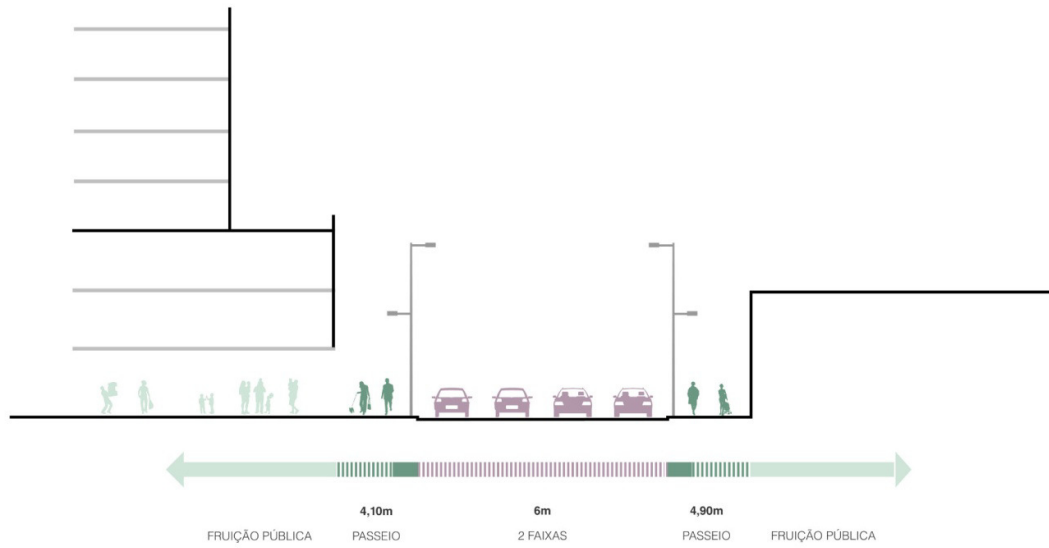 4,10m 6m 4,90m
FRUIÇÃO PÚBLICA PASSEIO 2 FAIXAS PASSEIO FRUIÇÃO PÚBLICA